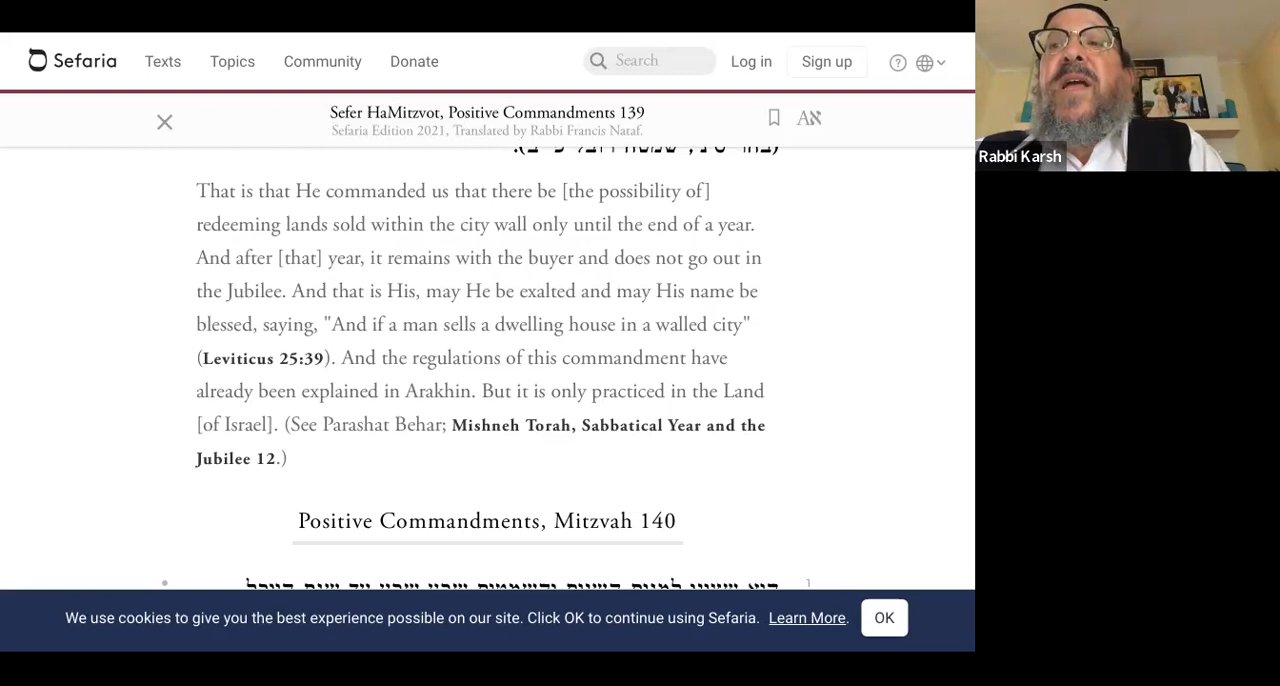 Sefaria Texts Topics Community Donate Search Log in Sign up
Sefer HaMitzvot, Positive Commandments 139
Sefaria Edition 2021, Translated by Rabbi Francis Nataf.
Aא
Rabbi Karsh
That is that He commanded us that there be [the possibility of]
redeeming lands sold within the city wall only until the end of a year.
And after [that] year, it remains with the buyer and does not go out in
the Jubilee. And that is His, may He be exalted and may His name be
blessed, saying, "And if a man sells a dwelling house in a walled city"
(Leviticus 25:39). And the regulations of this commandment have
already been explained in Arakhin. But it is only practiced in the Land
[of Israel]. (See Parashat Behar; Mishneh Torah, Sabbatical Year and the
Jubilee 12.)
Positive Commandments, Mitzvah 140
1
We use cookies to give you the best experience possible on our site. Click OK to continue using Sefaria. Learn More. OK